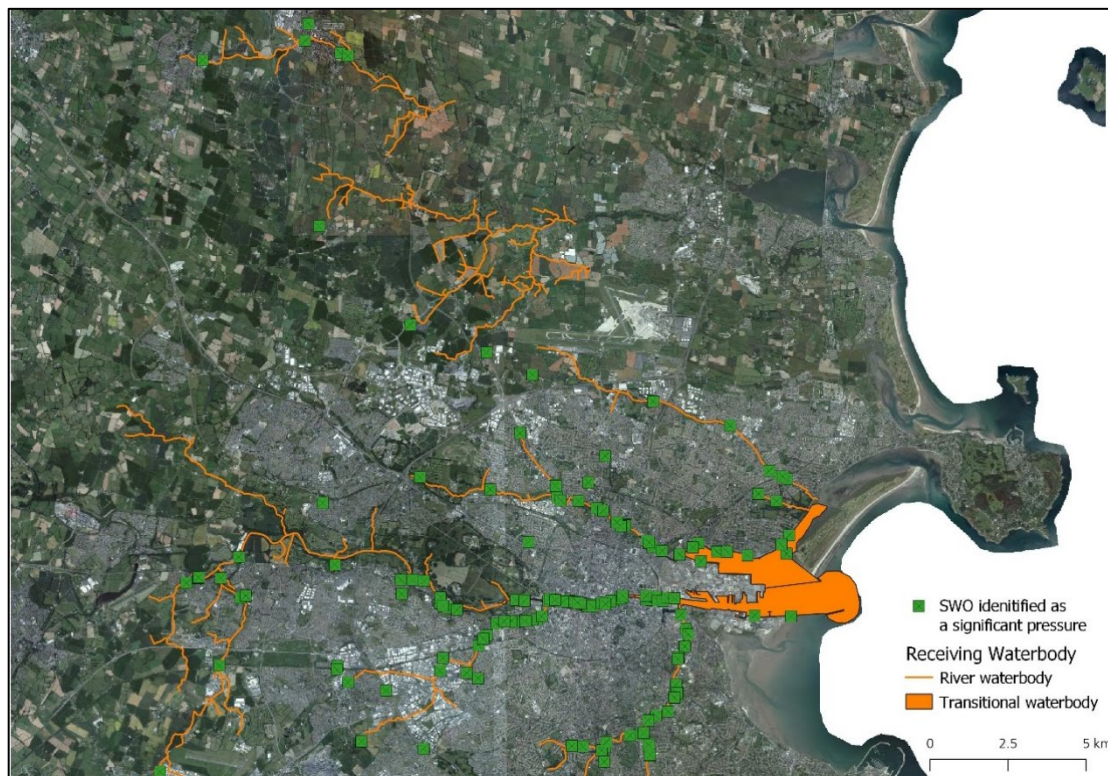 SWO idenitified as
a significant pressure
Receiving Waterbody
River waterbody
Transitional waterbody
0 2.5 5 km